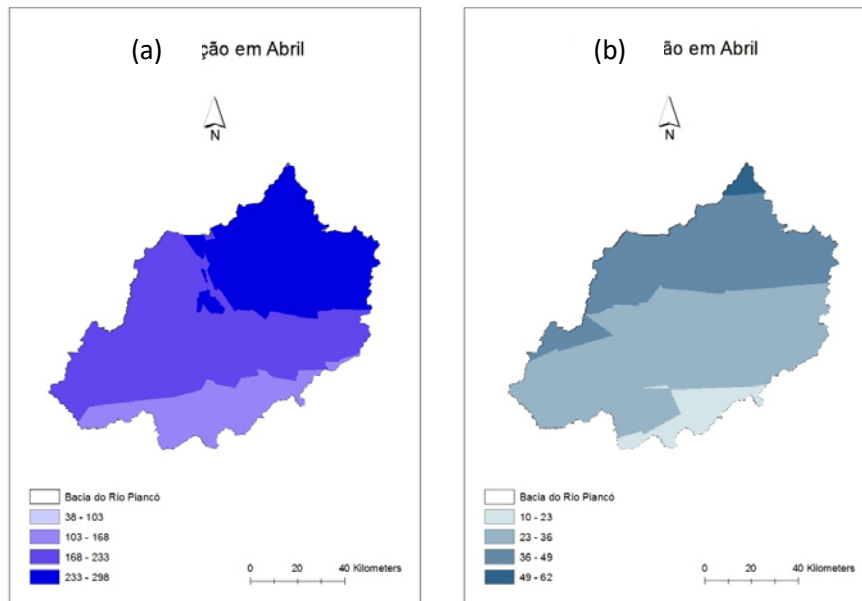 (a) ção em Abril
N
Bacia do Rio Piancó
38 - 103
103 - 168
168 - 233
233 - 298
0 20 40 Kilometers
(b) ão em Abril
N
Bacia do Rio Piancó
10 - 23
23 - 36
36 - 49
49 - 62
0 20 40 Kilometers